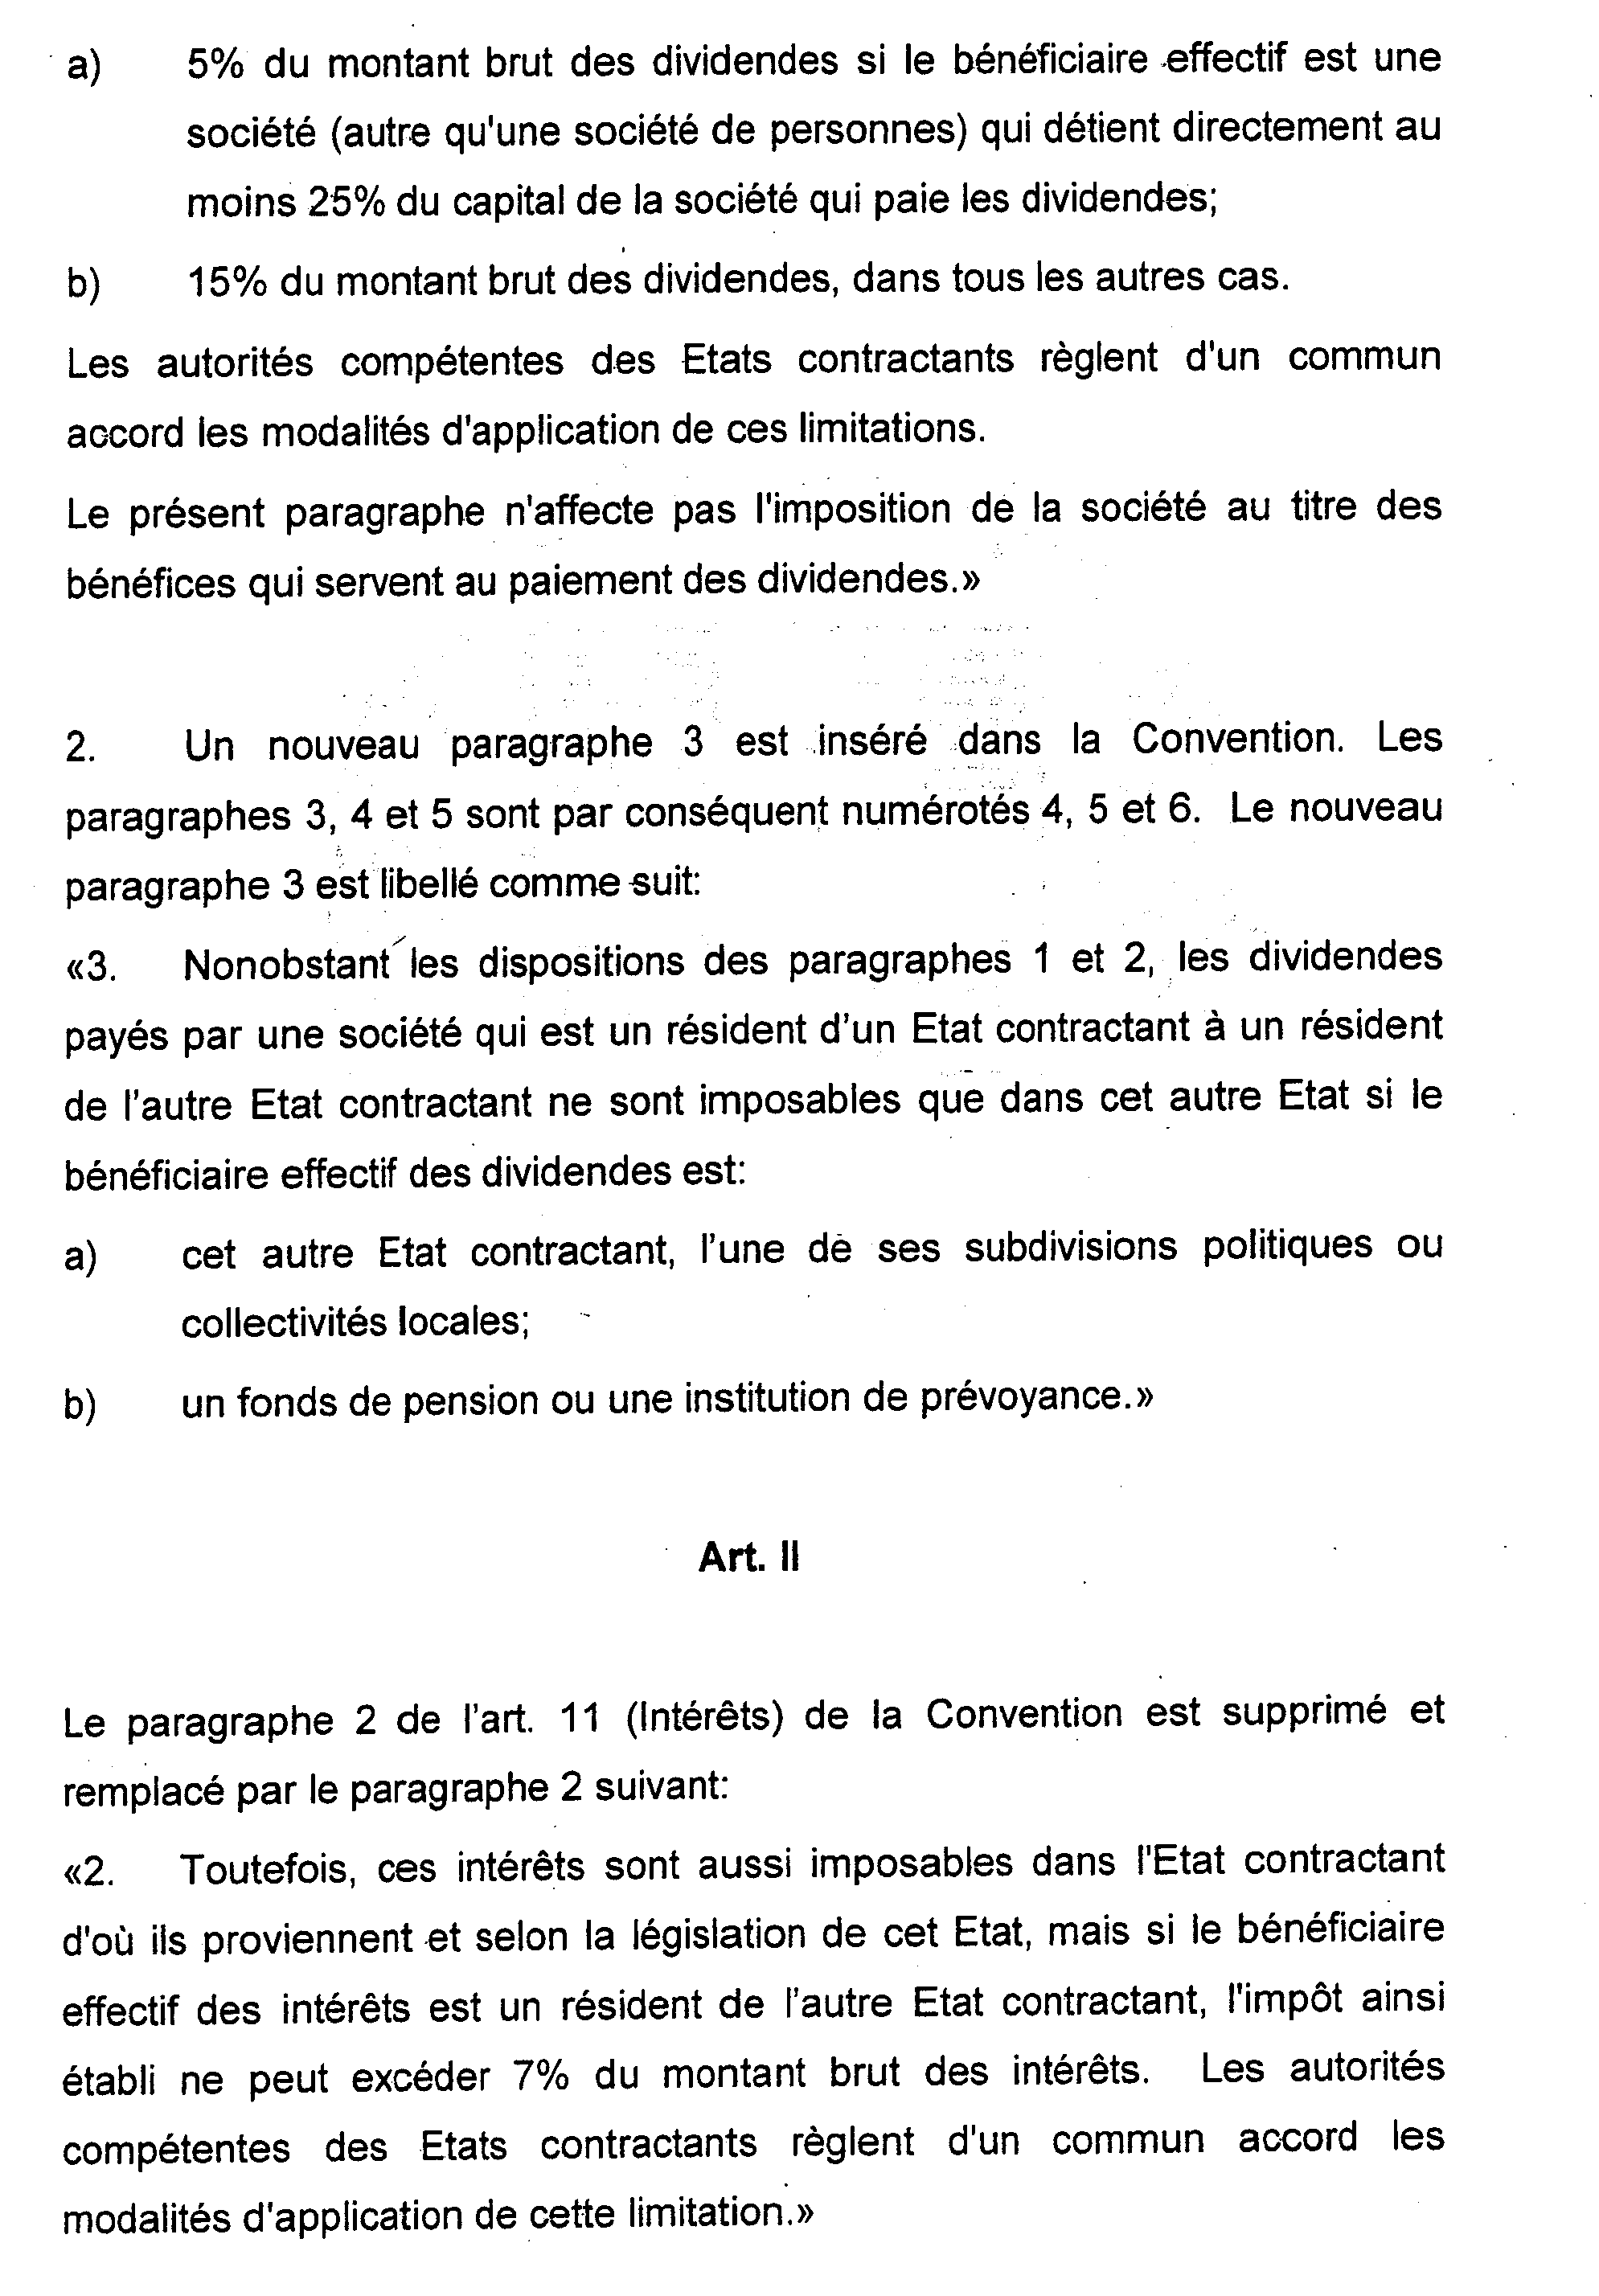 a) 5% du montant brut des dividendes si le bénéficiaire effectif est une
société (autre qu'une société de personnes) qui détient directement au
moins 25% du capital de la société qui paie les dividendes;
b) 15% du montant brut des dividendes, dans tous les autres cas.
Les autorités compétentes des Etats contractants règlent d'un commun
accord les modalités d'application de ces limitations.
Le présent paragraphe n'affecte pas l'imposition de la société au titre des
bénéfices qui servent au paiement des dividendes.»
2. Un nouveau paragraphe 3 est inséré dans la Convention. Les
paragraphes 3, 4 et 5 sont par conséquent numérotés 4, 5 et 6. Le nouveau
paragraphe 3 est libellé comme suit:
«3. Nonobstant les dispositions des paragraphes 1 et 2, les dividendes
payés par une société qui est un résident d’un Etat contractant à un résident
de l’autre Etat contractant ne sont imposables que dans cet autre Etat si le
bénéficiaire effectif des dividendes est:
a) cet autre Etat contractant, l’une de ses subdivisions politiques ou
collectivités locales;
b) un fonds de pension ou une institution de prévoyance.»
Art. II
Le paragraphe 2 de l’art. 11 (Intérêts) de la Convention est supprimé et
remplacé par le paragraphe 2 suivant:
«2. Toutefois, ces intérêts sont aussi imposables dans l'Etat contractant
d'où ils proviennent et selon la législation de cet Etat, mais si le bénéficiaire
effectif des intérêts est un résident de l’autre Etat contractant, l'impôt ainsi
établi ne peut excéder 7% du montant brut des intérêts. Les autorités
compétentes des Etats contractants règlent d'un commun accord les
modalités d'application de cette limitation.»